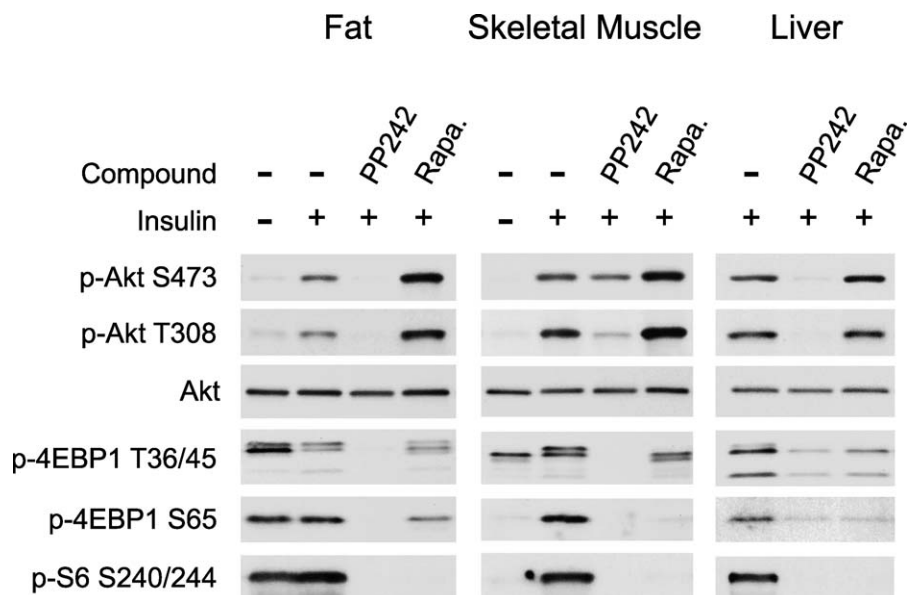 Fat Skeletal Muscle Liver
Compound - - PP242 Rapa. - - PP242 Rapa. - PP242 Rapa.
Insulin - + + + - + + + + + +
p-Akt S473
p-Akt T308
Akt
p-4EBP1 T36/45
p-4EBP1 S65
p-S6 S240/244